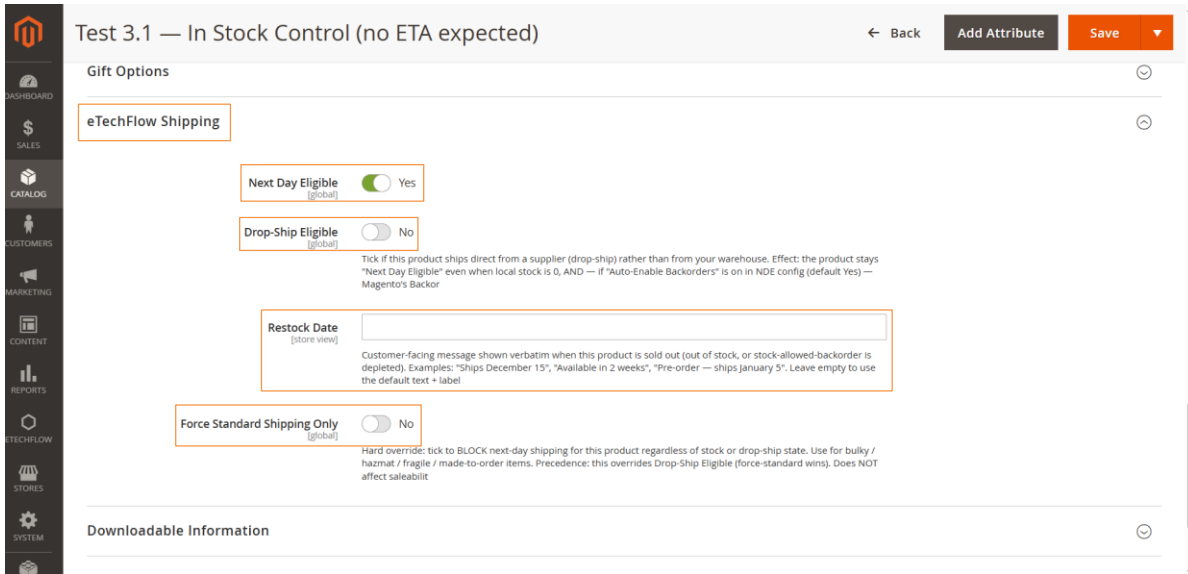 Test 3.1 — In Stock Control (no ETA expected)
← Back
Add Attribute
Save
DASHBOARD
SALES
CATALOG
CUSTOMERS
MARKETING
CONTENT
REPORTS
ETECHFLOW
STORES
SYSTEM
Gift Options
eTechFlow Shipping
Next Day Eligible
[global]
Yes
Drop-Ship Eligible
[global]
No
Tick if this product ships direct from a supplier (drop-ship) rather than from your warehouse. Effect: the product stays
"Next Day Eligible" even when local stock is 0, AND — if "Auto-Enable Backorders" is on in NDE config (default Yes) —
Magento's Backor
Restock Date
[store view]
Customer-facing message shown verbatim when this product is sold out (out of stock, or stock-allowed-backorder is
depleted). Examples: "Ships December 15", "Available in 2 weeks", "Pre-order — ships January 5". Leave empty to use
the default text + label
Force Standard Shipping Only
[global]
No
Hard override: tick to BLOCK next-day shipping for this product regardless of stock or drop-ship state. Use for bulky /
hazmat / fragile / made-to-order items. Precedence: this overrides Drop-Ship Eligible (force-standard wins). Does NOT
affect saleabilit
Downloadable Information